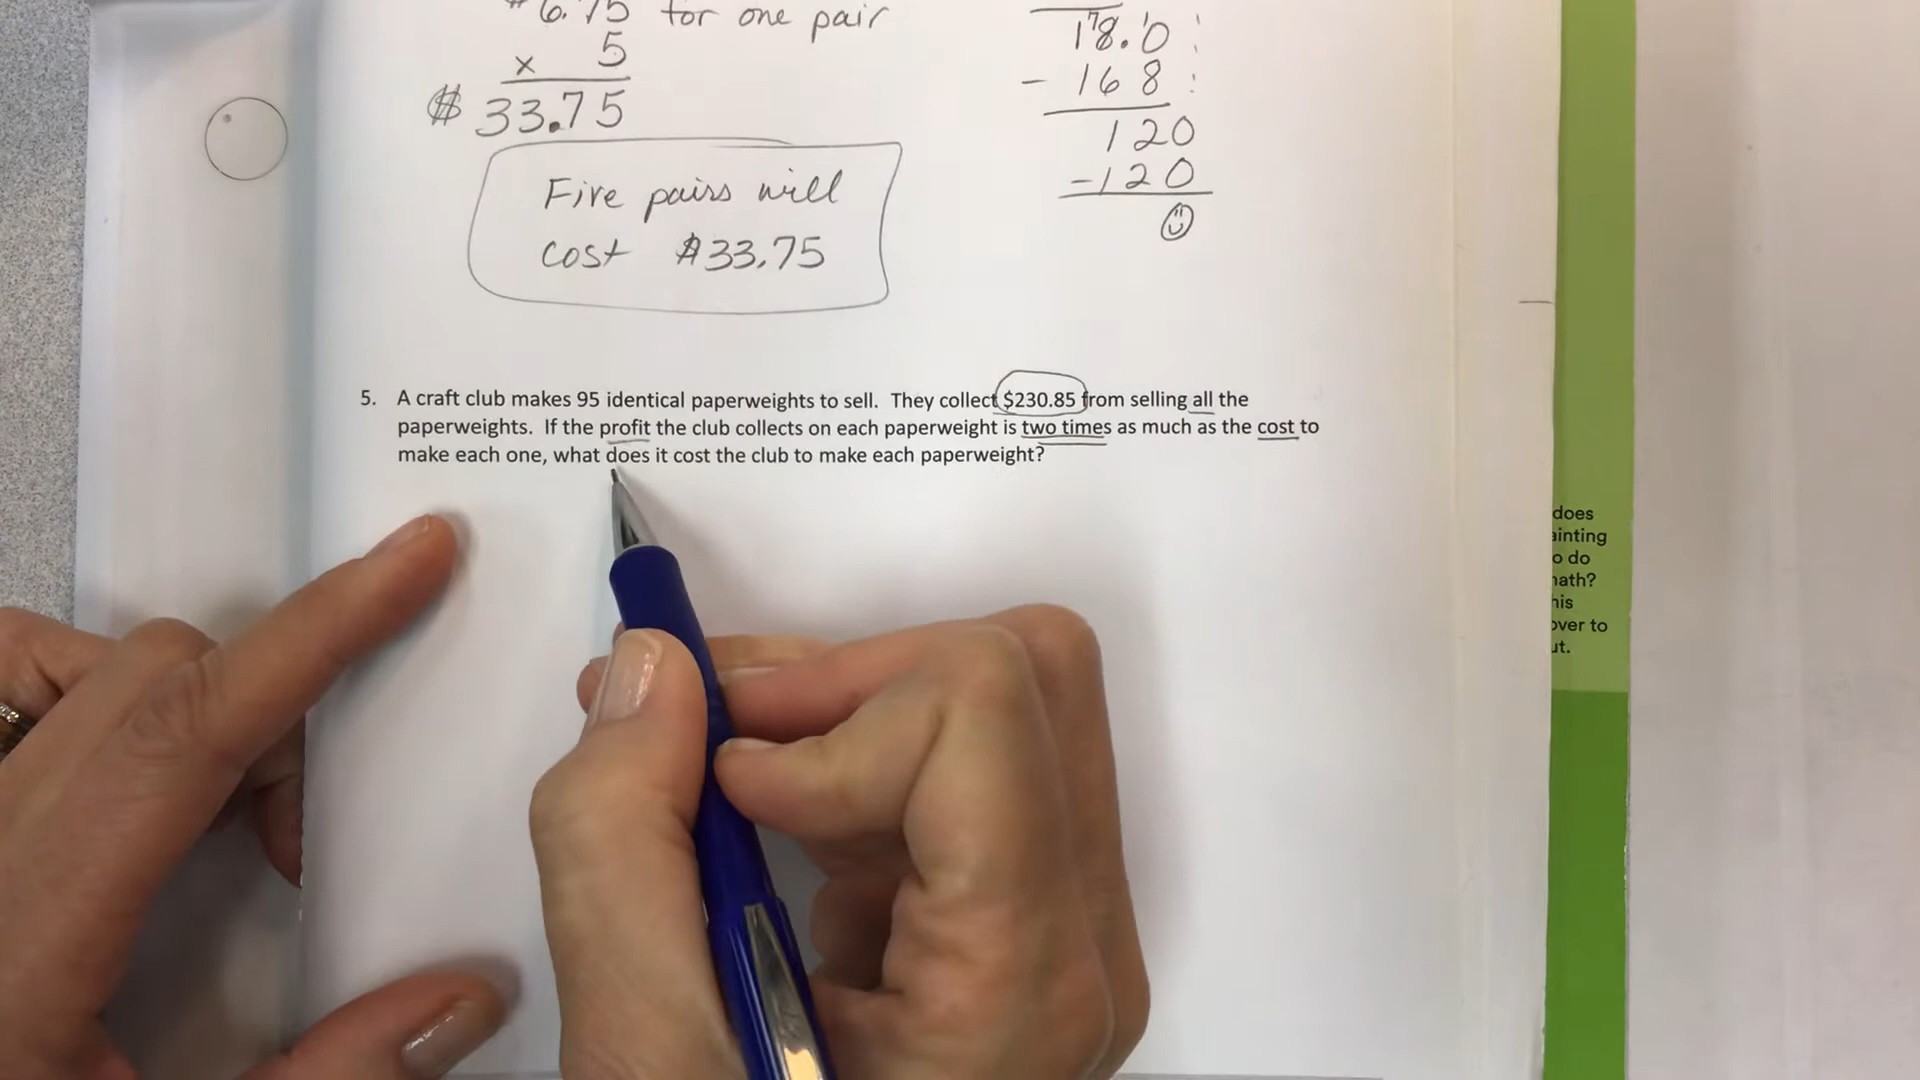 $6.75 for one pair
x 5
$33.75
Five pairs will
cost $33.75
18.0
- 168
120
-120
5. A craft club makes 95 identical paperweights to sell. They collect $230.85 from selling all the
paperweights. If the profit the club collects on each paperweight is two times as much as the cost to
make each one, what does it cost the club to make each paperweight?
does
ainting
o do
nath?
his
over to
ut.